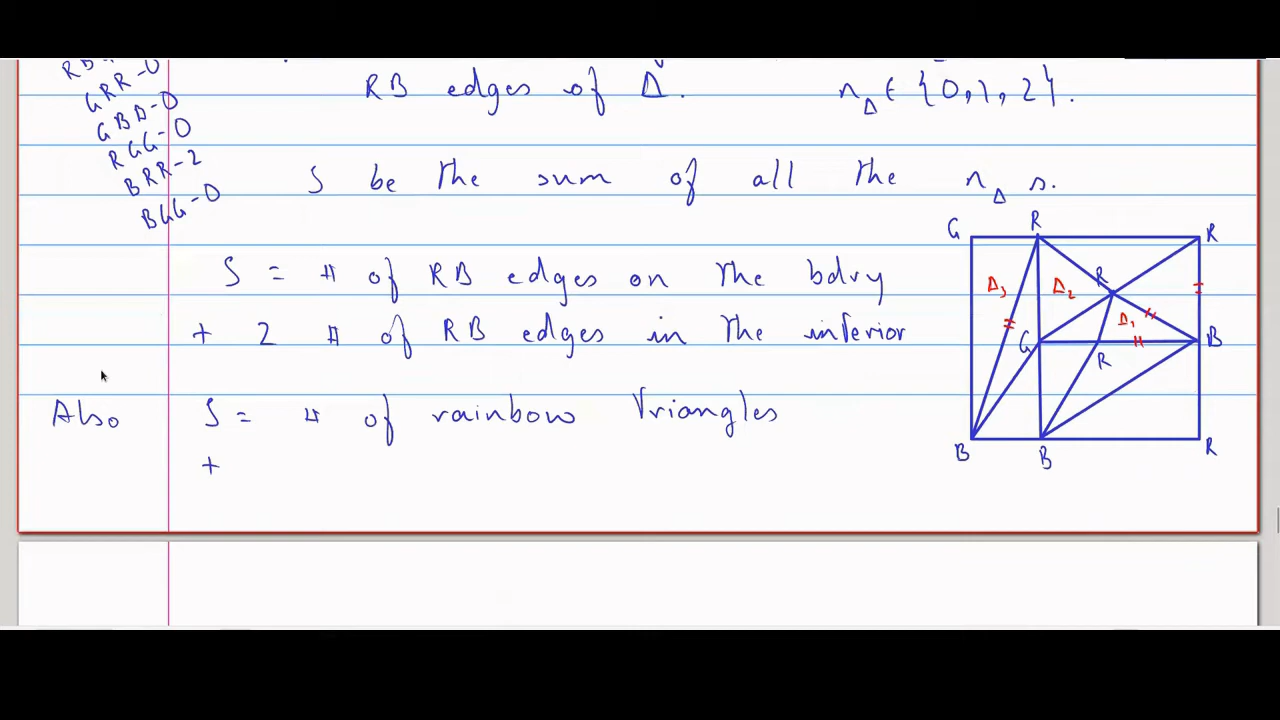 GRR-0
RB edges of Δ. n_Δ ∈ {0,1,2}.
GBB-0
RGG-0
BRR-2
BGG-0
S be the sum of all the n_Δ s.
S = # of RB edges on the bdry
+ 2 # of RB edges in the interior
Also S = # of rainbow triangles
+
G R R
Δ₃ Δ₂ R
Δ₁
G R B
B B R